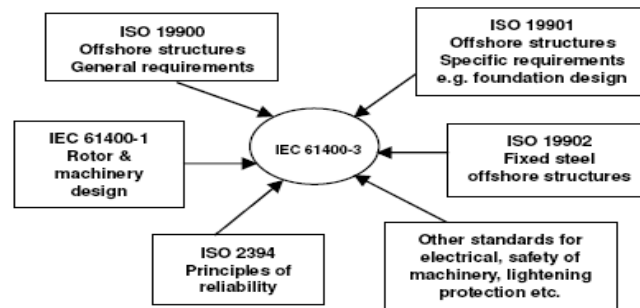 ISO 19900
Offshore structures
General requirements
ISO 19901
Offshore structures
Specific requirements
e.g. foundation design
IEC 61400-1
Rotor &
machinery
design
IEC 61400-3
ISO 19902
Fixed steel
offshore structures
ISO 2394
Principles of
reliability
Other standards for
electrical, safety of
machinery, lightening
protection etc.